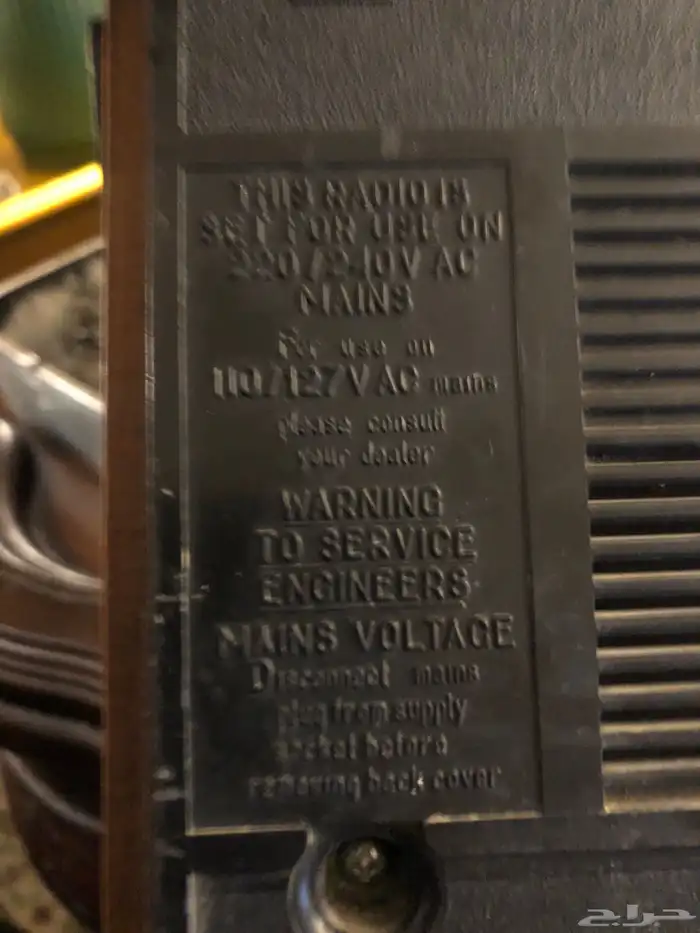 THIS RADIO IS
SET FOR USE ON
220/240V AC
MAINS
For use on
110/127V AC mains
please consult
your dealer
WARNING
TO SERVICE
ENGINEERS
MAINS VOLTAGE
Disconnect mains
plug from supply
socket before
removing back cover
حراج